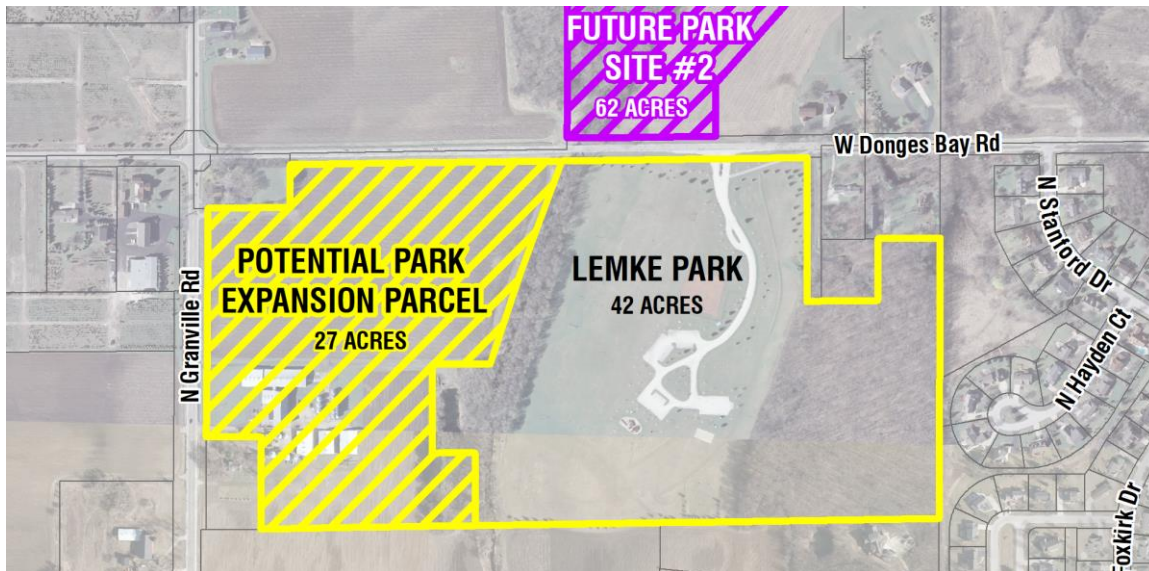 FUTURE PARK
SITE #2
62 ACRES
W Donges Bay Rd
N Stanford Dr
POTENTIAL PARK
EXPANSION PARCEL
27 ACRES
LEMKE PARK
42 ACRES
N Granville Rd
N Hayden Ct
Foxkirk Dr